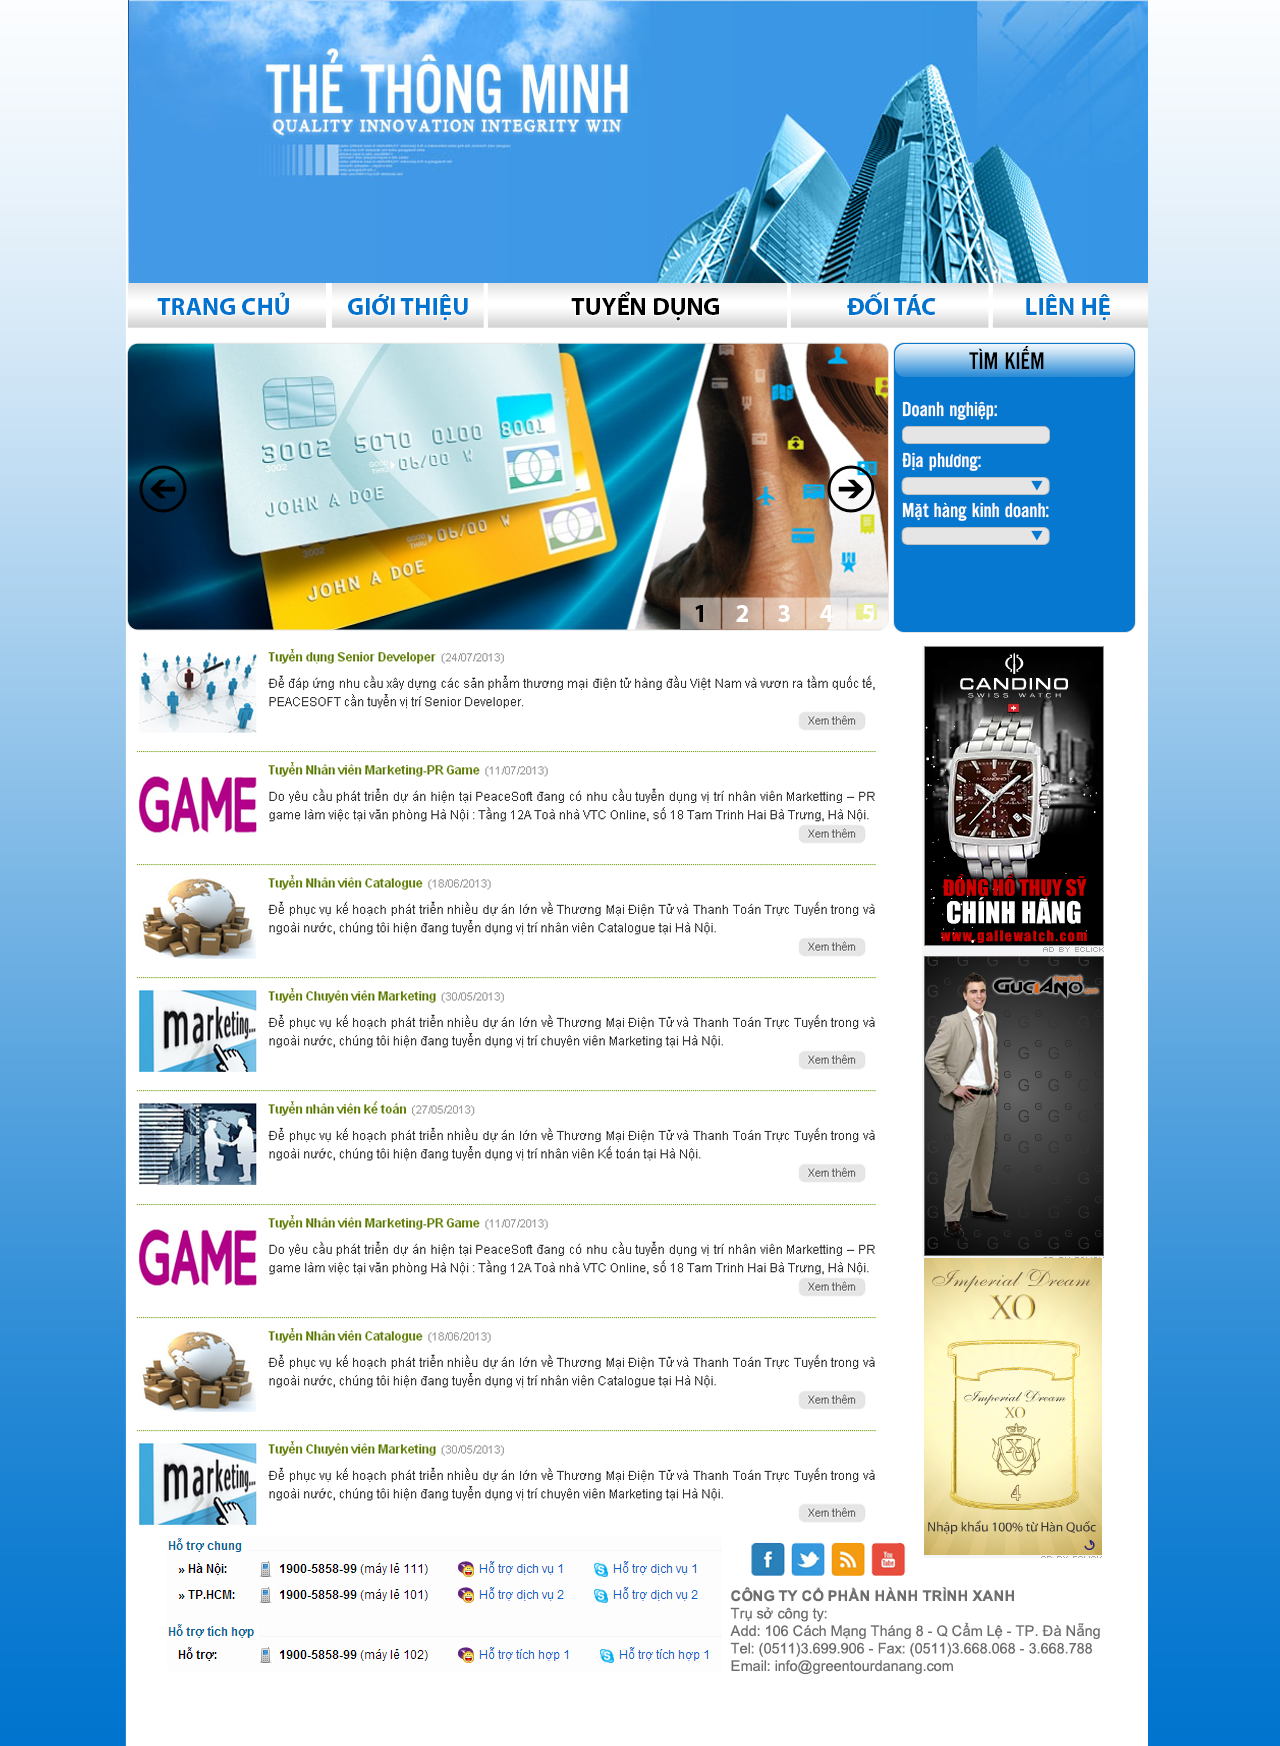 THẺ THÔNG MINH
QUALITY INNOVATION INTEGRITY WIN
TRANG CHỦ
GIỚI THIỆU
TUYỂN DỤNG
ĐỐI TÁC
LIÊN HỆ
3002 5070 0100 8001
3002
GOOD THRU
06/00 W
JOHN A DOE
3002
GOOD THRU
06/00 W
JOHN A DOE
1 2 3 4 5
TÌM KIẾM
Doanh nghiệp:
Địa phương:
Mặt hàng kinh doanh:
Tuyển dụng Senior Developer (24/07/2013)
Để đáp ứng nhu cầu xây dựng các sản phẩm thương mại điện tử hàng đầu Việt Nam và vươn ra tầm quốc tế,
PEACESOFT cần tuyển vị trí Senior Developer.
Xem thêm
GAME
Tuyển Nhân viên Marketing-PR Game (11/07/2013)
Do yêu cầu phát triển dự án hiện tại PeaceSoft đang có nhu cầu tuyển dụng vị trí nhân viên Marketting – PR
game làm việc tại văn phòng Hà Nội : Tầng 12A Toà nhà VTC Online, số 18 Tam Trinh Hai Bà Trưng, Hà Nội.
Xem thêm
Tuyển Nhân viên Catalogue (18/06/2013)
Để phục vụ kế hoạch phát triển nhiều dự án lớn về Thương Mại Điện Tử và Thanh Toán Trực Tuyến trong và
ngoài nước, chúng tôi hiện đang tuyển dụng vị trí nhân viên Catalogue tại Hà Nội.
Xem thêm
marketing...
Tuyển Chuyên viên Marketing (30/05/2013)
Để phục vụ kế hoạch phát triển nhiều dự án lớn về Thương Mại Điện Tử và Thanh Toán Trực Tuyến trong và
ngoài nước, chúng tôi hiện đang tuyển dụng vị trí chuyên viên Marketing tại Hà Nội.
Xem thêm
Tuyển nhân viên kế toán (27/05/2013)
Để phục vụ kế hoạch phát triển nhiều dự án lớn về Thương Mại Điện Tử và Thanh Toán Trực Tuyến trong và
ngoài nước, chúng tôi hiện đang tuyển dụng vị trí nhân viên Kế toán tại Hà Nội.
Xem thêm
GAME
Tuyển Nhân viên Marketing-PR Game (11/07/2013)
Do yêu cầu phát triển dự án hiện tại PeaceSoft đang có nhu cầu tuyển dụng vị trí nhân viên Marketting – PR
game làm việc tại văn phòng Hà Nội : Tầng 12A Toà nhà VTC Online, số 18 Tam Trinh Hai Bà Trưng, Hà Nội.
Xem thêm
Tuyển Nhân viên Catalogue (18/06/2013)
Để phục vụ kế hoạch phát triển nhiều dự án lớn về Thương Mại Điện Tử và Thanh Toán Trực Tuyến trong và
ngoài nước, chúng tôi hiện đang tuyển dụng vị trí nhân viên Catalogue tại Hà Nội.
Xem thêm
marketing...
Tuyển Chuyên viên Marketing (30/05/2013)
Để phục vụ kế hoạch phát triển nhiều dự án lớn về Thương Mại Điện Tử và Thanh Toán Trực Tuyến trong và
ngoài nước, chúng tôi hiện đang tuyển dụng vị trí chuyên viên Marketing tại Hà Nội.
Xem thêm
CANDINO
SWISS WATCH
CANDINO
ĐỒNG HỒ THỤY SỸ
CHÍNH HÃNG
www.gallewatch.com
AD BY ECLICK
GUCIANO
Imperial Dream
XO
Imperial Dream
XO
4
Nhập khẩu 100% từ Hàn Quốc
AD BY ECLICK
Hỗ trợ chung
» Hà Nội: 1900-5858-99 (máy lẻ 111) Hỗ trợ dịch vụ 1 Hỗ trợ dịch vụ 1
» TP.HCM: 1900-5858-99 (máy lẻ 101) Hỗ trợ dịch vụ 2 Hỗ trợ dịch vụ 2
Hỗ trợ tích hợp
Hỗ trợ: 1900-5858-99 (máy lẻ 102) Hỗ trợ tích hợp 1 Hỗ trợ tích hợp 1
You Tube
CÔNG TY CỔ PHẦN HÀNH TRÌNH XANH
Trụ sở công ty:
Add: 106 Cách Mạng Tháng 8 - Q Cẩm Lệ - TP. Đà Nẵng
Tel: (0511)3.699.906 - Fax: (0511)3.668.068 - 3.668.788
Email: info@greentourdanang.com